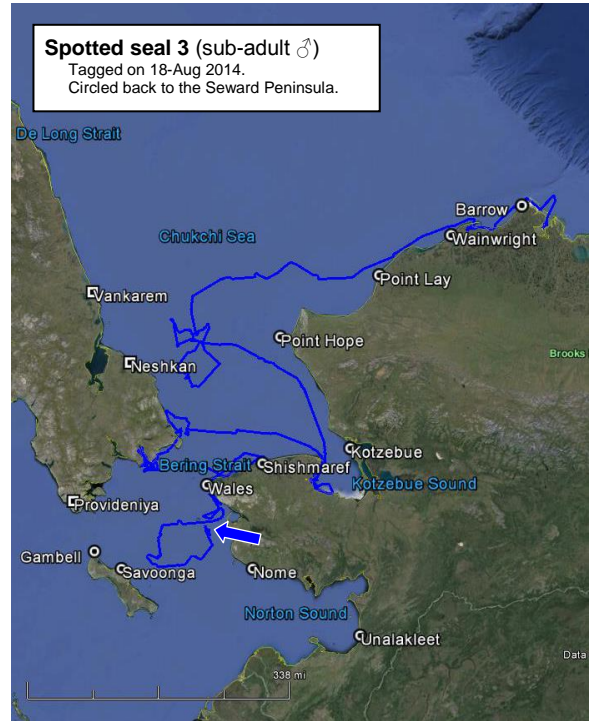 Spotted seal 3 (sub-adult ♂)
Tagged on 18-Aug 2014.
Circled back to the Seward Peninsula.
De Long Strait
Barrow
Chukchi Sea
Wainwright
Point Lay
Vankarem
Point Hope
Brooks
Neshkan
Kotzebue
Bering Strait
Shishmaref
Wales
Kotzebue Sound
Provideniya
Gambell
Savoonga
Nome
Norton Sound
Unalakleet
Data
338 mi